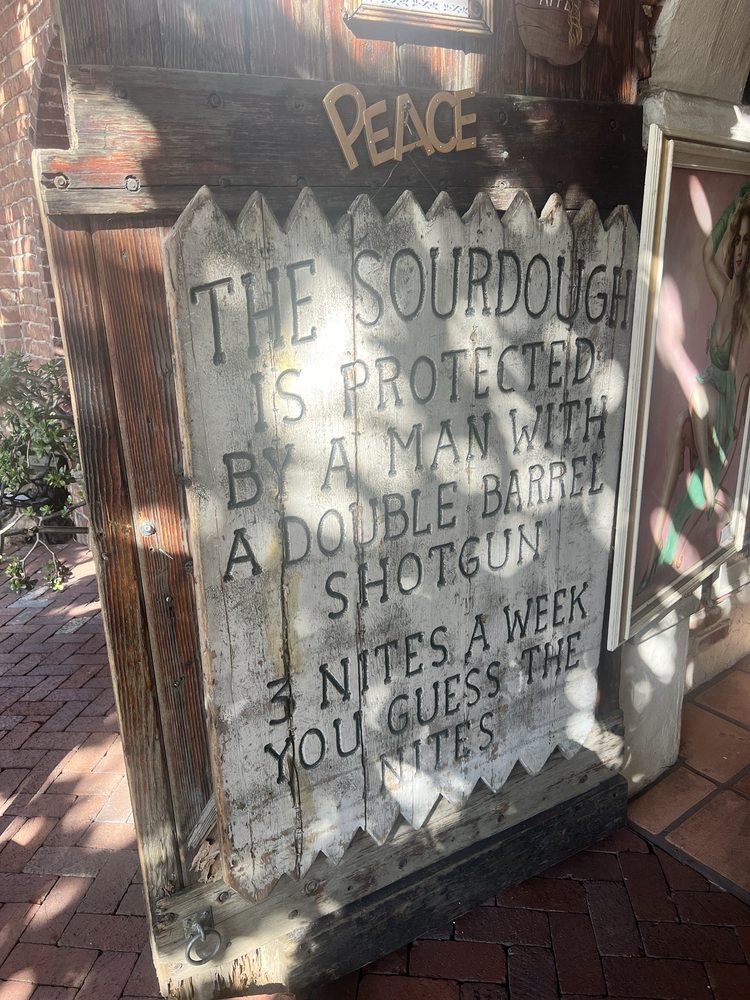 PEACE
THE SOURDOUGH
IS PROTECTED
BY A MAN WITH
A DOUBLE BARREL
SHOTGUN
3 NITES A WEEK
YOU GUESS THE
NITES